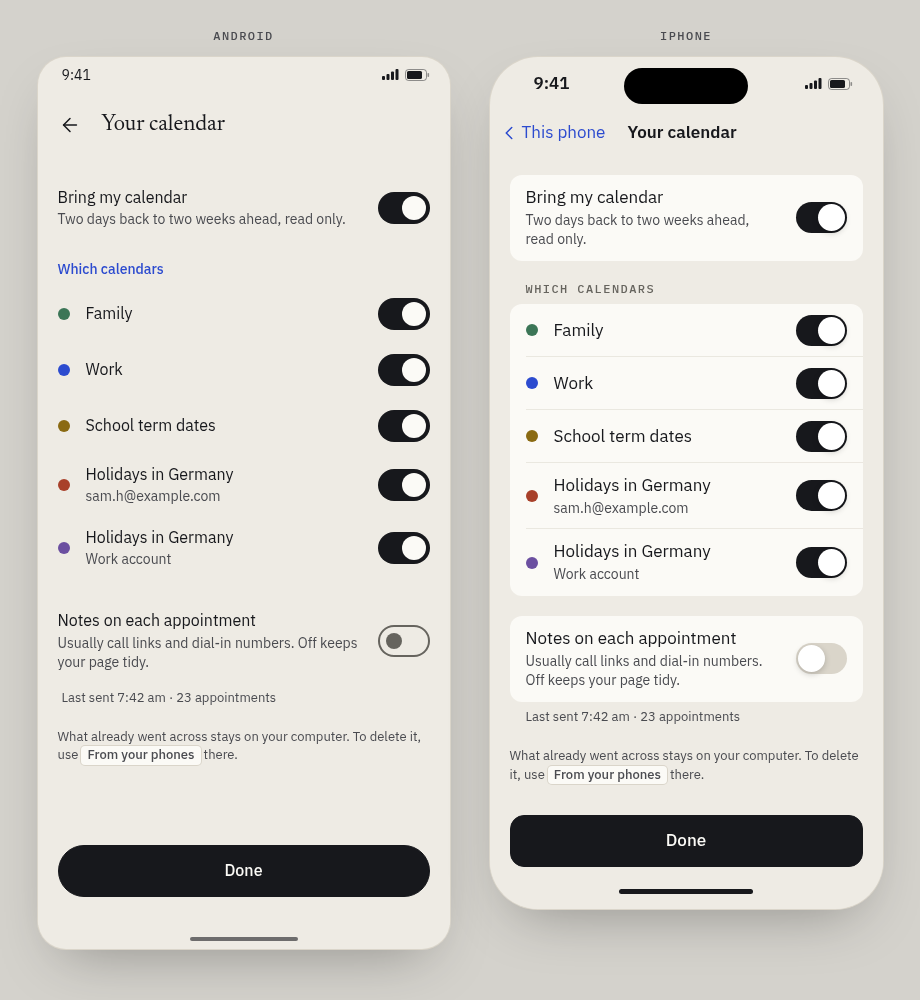 ANDROID
9:41
Your calendar
Bring my calendar
Two days back to two weeks ahead, read only.
Which calendars
Family
Work
School term dates
Holidays in Germany
sam.h@example.com
Holidays in Germany
Work account
Notes on each appointment
Usually call links and dial-in numbers. Off keeps
your page tidy.
Last sent 7:42 am · 23 appointments
What already went across stays on your computer. To delete it,
use From your phones there.
Done
IPHONE
9:41
This phone Your calendar
Bring my calendar
Two days back to two weeks ahead,
read only.
WHICH CALENDARS
Family
Work
School term dates
Holidays in Germany
sam.h@example.com
Holidays in Germany
Work account
Notes on each appointment
Usually call links and dial-in numbers.
Off keeps your page tidy.
Last sent 7:42 am · 23 appointments
What already went across stays on your computer. To delete
it, use From your phones there.
Done